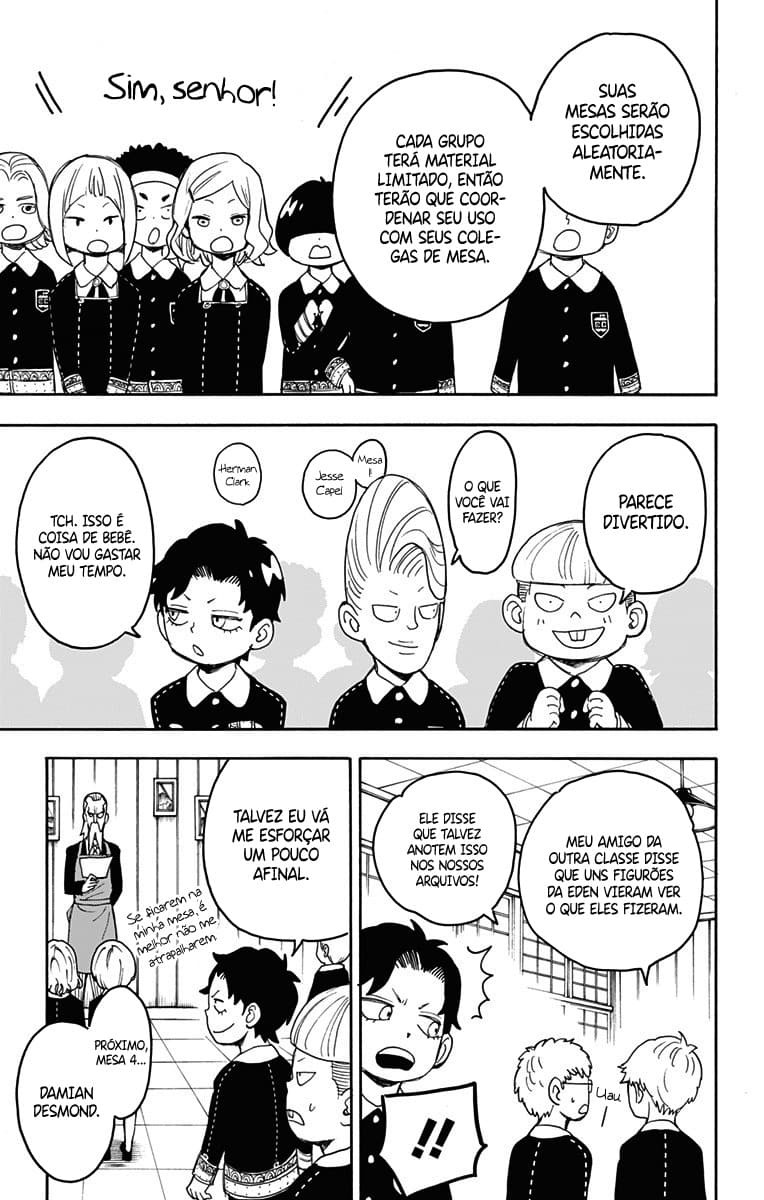 SUAS
MESAS SERÃO
ESCOLHIDAS
ALEATORIA-
MENTE.
CADA GRUPO
TERÁ MATERIAL
LIMITADO, ENTÃO
TERÃO QUE COOR-
DENAR SEU USO
COM SEUS COLE-
GAS DE MESA.
Sim, senhor!
PARECE
DIVERTIDO.
O QUE
VOCÊ VAI
FAZER?
Mesa
1:
Jesse
Capel
Herman
Clark
TCH. ISSO É
COISA DE BEBÊ.
NÃO VOU GASTAR
MEU TEMPO.
MEU AMIGO DA
OUTRA CLASSE DISSE
QUE UNS FIGURÕES
DA EDEN VIERAM VER
O QUE ELES FIZERAM.
ELE DISSE
QUE TALVEZ
ANOTEM ISSO
NOS NOSSOS
ARQUIVOS!
Uau
!!
TALVEZ EU VÁ
ME ESFORÇAR
UM POUCO
AFINAL.
Se ficarem na
minha mesa, é
melhor não me
atrapalharem
PRÓXIMO,
MESA 4...
DAMIAN
DESMOND.